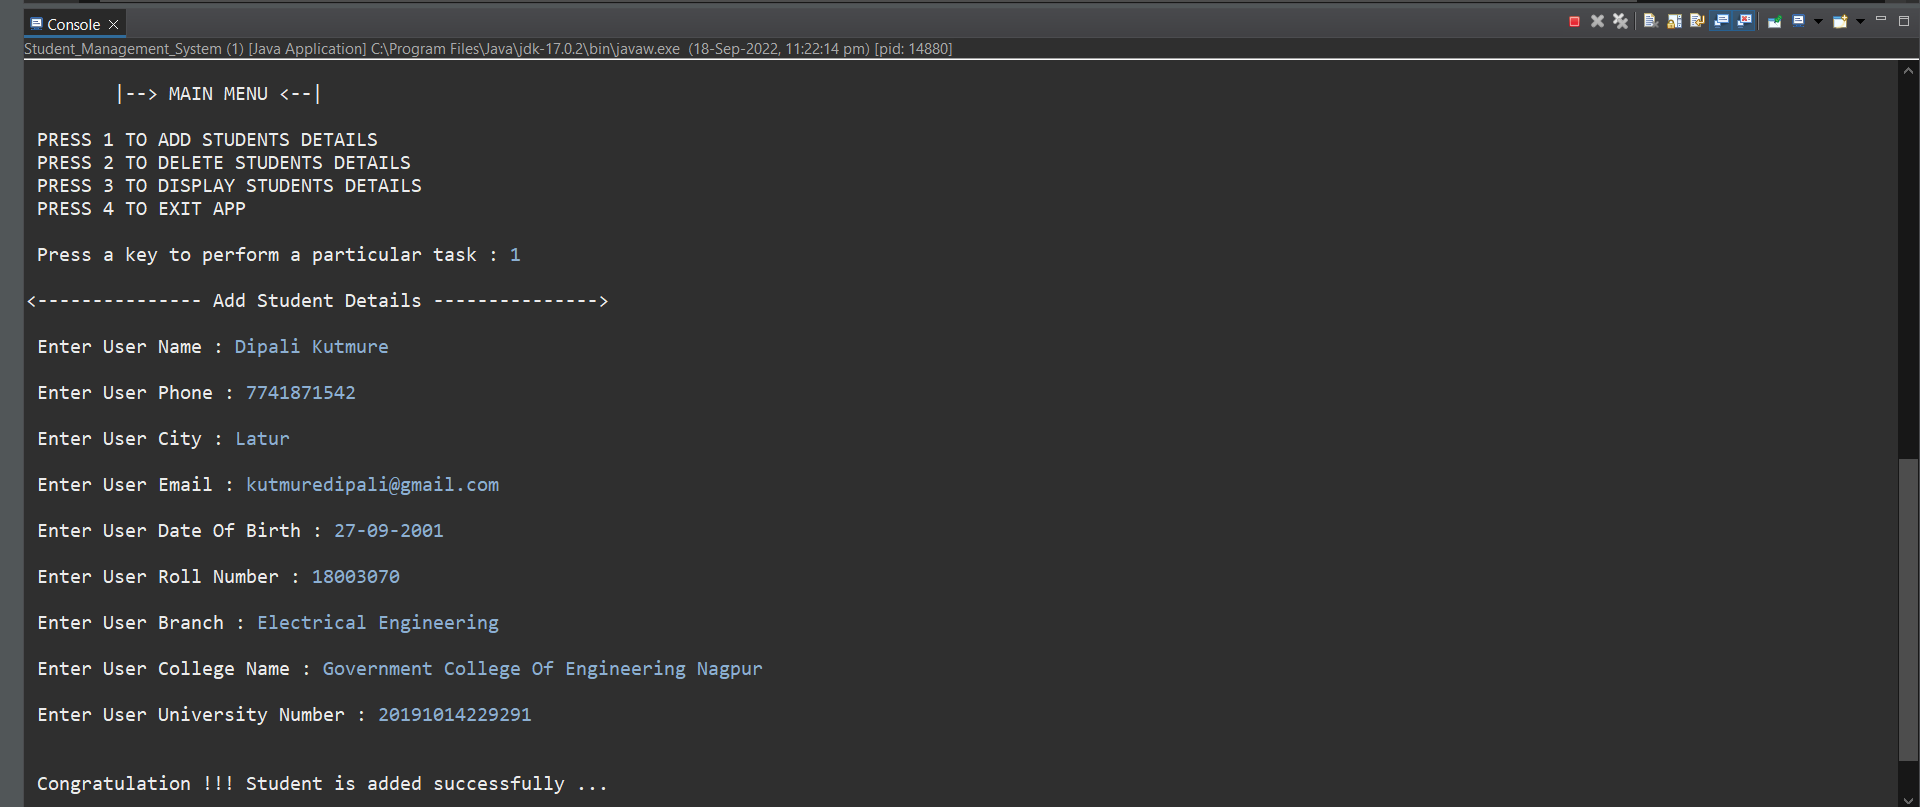 Console
Student_Management_System (1) [Java Application] C:\Program Files\Java\jdk-17.0.2\bin\javaw.exe (18-Sep-2022, 11:22:14 pm) [pid: 14880]
|--> MAIN MENU <--|
PRESS 1 TO ADD STUDENTS DETAILS
PRESS 2 TO DELETE STUDENTS DETAILS
PRESS 3 TO DISPLAY STUDENTS DETAILS
PRESS 4 TO EXIT APP
Press a key to perform a particular task : 1
<--------------- Add Student Details --------------->
Enter User Name : Dipali Kutmure
Enter User Phone : 7741871542
Enter User City : Latur
Enter User Email : kutmuredipali@gmail.com
Enter User Date Of Birth : 27-09-2001
Enter User Roll Number : 18003070
Enter User Branch : Electrical Engineering
Enter User College Name : Government College Of Engineering Nagpur
Enter User University Number : 20191014229291
Congratulation !!! Student is added successfully ...